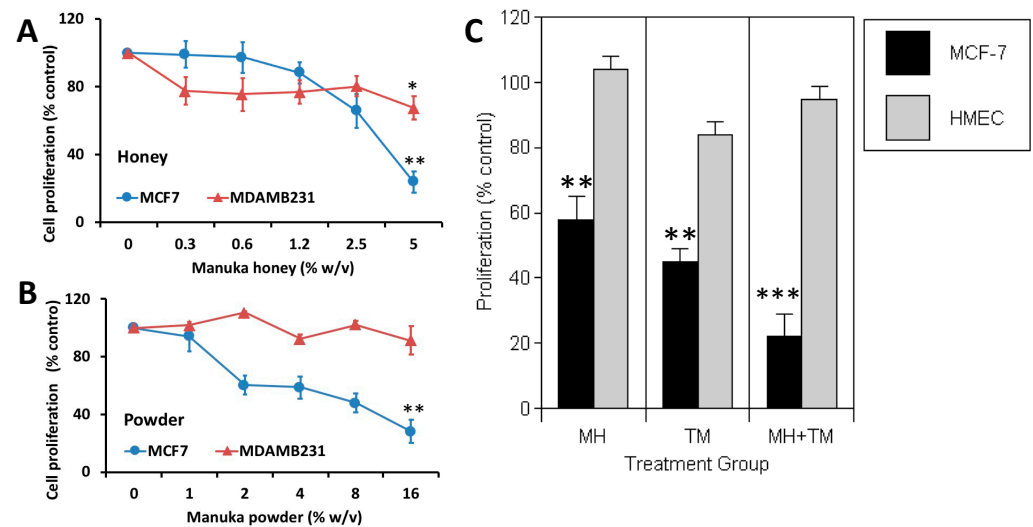 A
120
100
80
60
40
20
0
Cell proliferation (% control)
*
**
Honey
MCF7 MDAMB231
0 0.3 0.6 1.2 2.5 5
Manuka honey (% w/v)
B
120
80
40
0
Cell proliferation (% contro)
**
Powder
MCF7 MDAMB231
0 1 2 4 8 16
Manuka powder (% w/v)
C
120
100
80
60
40
20
0
Proliferation (% control)
**
**
***
MH TM MH+TM
Treatment Group
MCF-7
HMEC